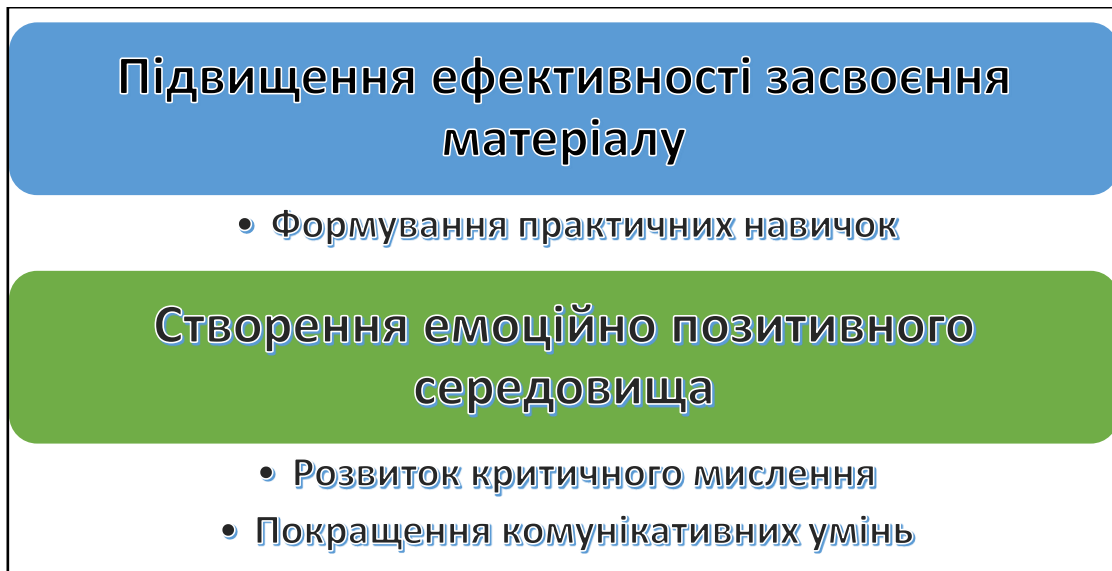 Підвищення ефективності засвоєння
матеріалу
• Формування практичних навичок
Створення емоційно позитивного
середовища
• Розвиток критичного мислення
• Покращення комунікативних умінь